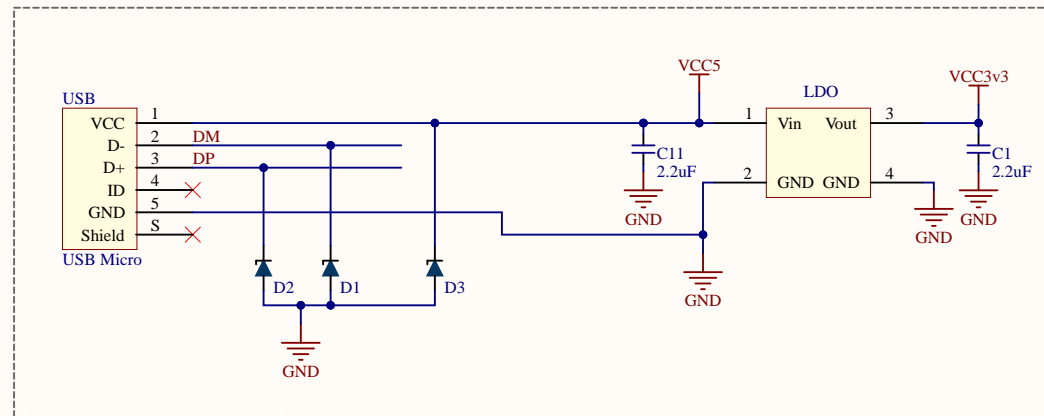 USB
VCC 1
D- 2 DM
D+ 3 DP
ID 4
GND 5
Shield S
USB Micro
D2
D1
D3
GND
VCC5
C11
2.2uF
GND
LDO
1 Vin Vout 3
2 GND GND 4
GND
GND
VCC3v3
C1
2.2uF
GND